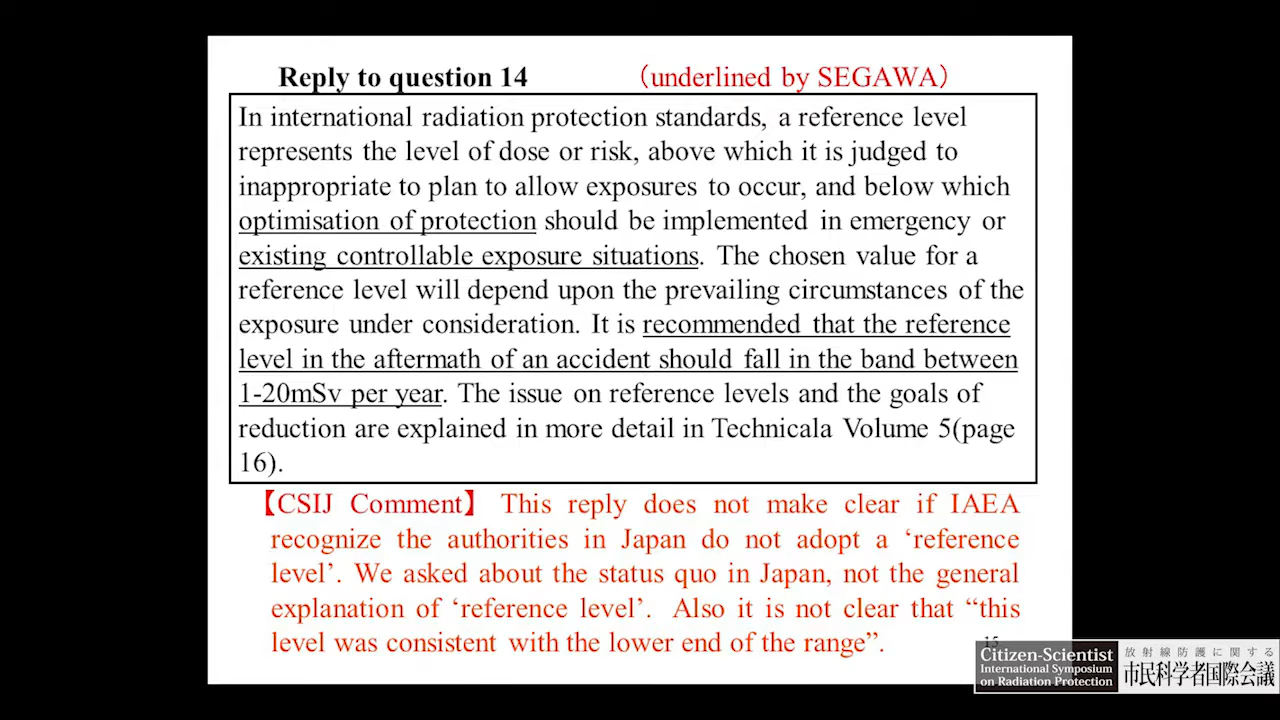 Reply to question 14 （underlined by SEGAWA）
In international radiation protection standards, a reference level
represents the level of dose or risk, above which it is judged to
inappropriate to plan to allow exposures to occur, and below which
optimisation of protection should be implemented in emergency or
existing controllable exposure situations. The chosen value for a
reference level will depend upon the prevailing circumstances of the
exposure under consideration. It is recommended that the reference
level in the aftermath of an accident should fall in the band between
1-20mSv per year. The issue on reference levels and the goals of
reduction are explained in more detail in Technicala Volume 5(page
16).
【CSIJ Comment】 This reply does not make clear if IAEA
recognize the authorities in Japan do not adopt a ‘reference
level’. We asked about the status quo in Japan, not the general
explanation of ‘reference level’. Also it is not clear that “this
level was consistent with the lower end of the range”.
15
Citizen-Scientist
International Symposium
on Radiation Protection
放射線防護に関する
市民科学者国際会議